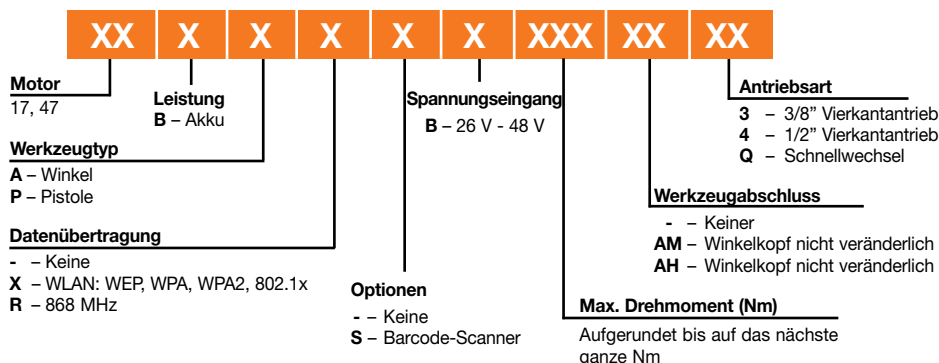 XX X X X X X XXX XX XX
Motor
17, 47
Leistung
B – Akku
Werkzeugtyp
A – Winkel
P – Pistole
Datenübertragung
- – Keine
X – WLAN: WEP, WPA, WPA2, 802.1x
R – 868 MHz
Optionen
- – Keine
S – Barcode-Scanner
Spannungseingang
B – 26 V - 48 V
Max. Drehmoment (Nm)
Aufgerundet bis auf das nächste
ganze Nm
Werkzeugabschluss
- – Keiner
AM – Winkelkopf nicht veränderlich
AH – Winkelkopf nicht veränderlich
Antriebsart
3 – 3/8” Vierkantantrieb
4 – 1/2” Vierkantantrieb
Q – Schnellwechsel